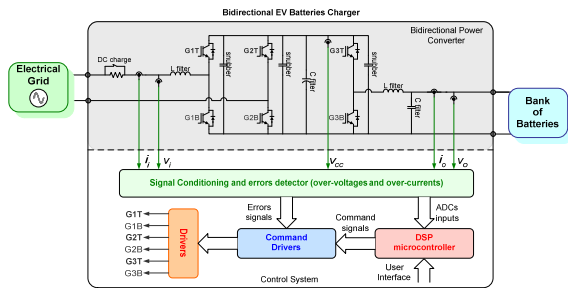 Bidirectional EV Batteries Charger
Bidirectional Power
Converter
DC charge
L filter
G1T
G2T
G3T
snubber
snubber
snubber
C filter
L filter
C filter
G1B
G2B
G3B
Electrical
Grid
Bank
of
Batteries
ii
vi
vcc
io
vo
Signal Conditioning and errors detector (over-voltages and over-currents)
Errors
signals
Command
signals
ADCs
inputs
G1T
G1B
G2T
G2B
G3T
G3B
Drivers
Command
Drivers
DSP
microcontroller
User
Interface
Control System